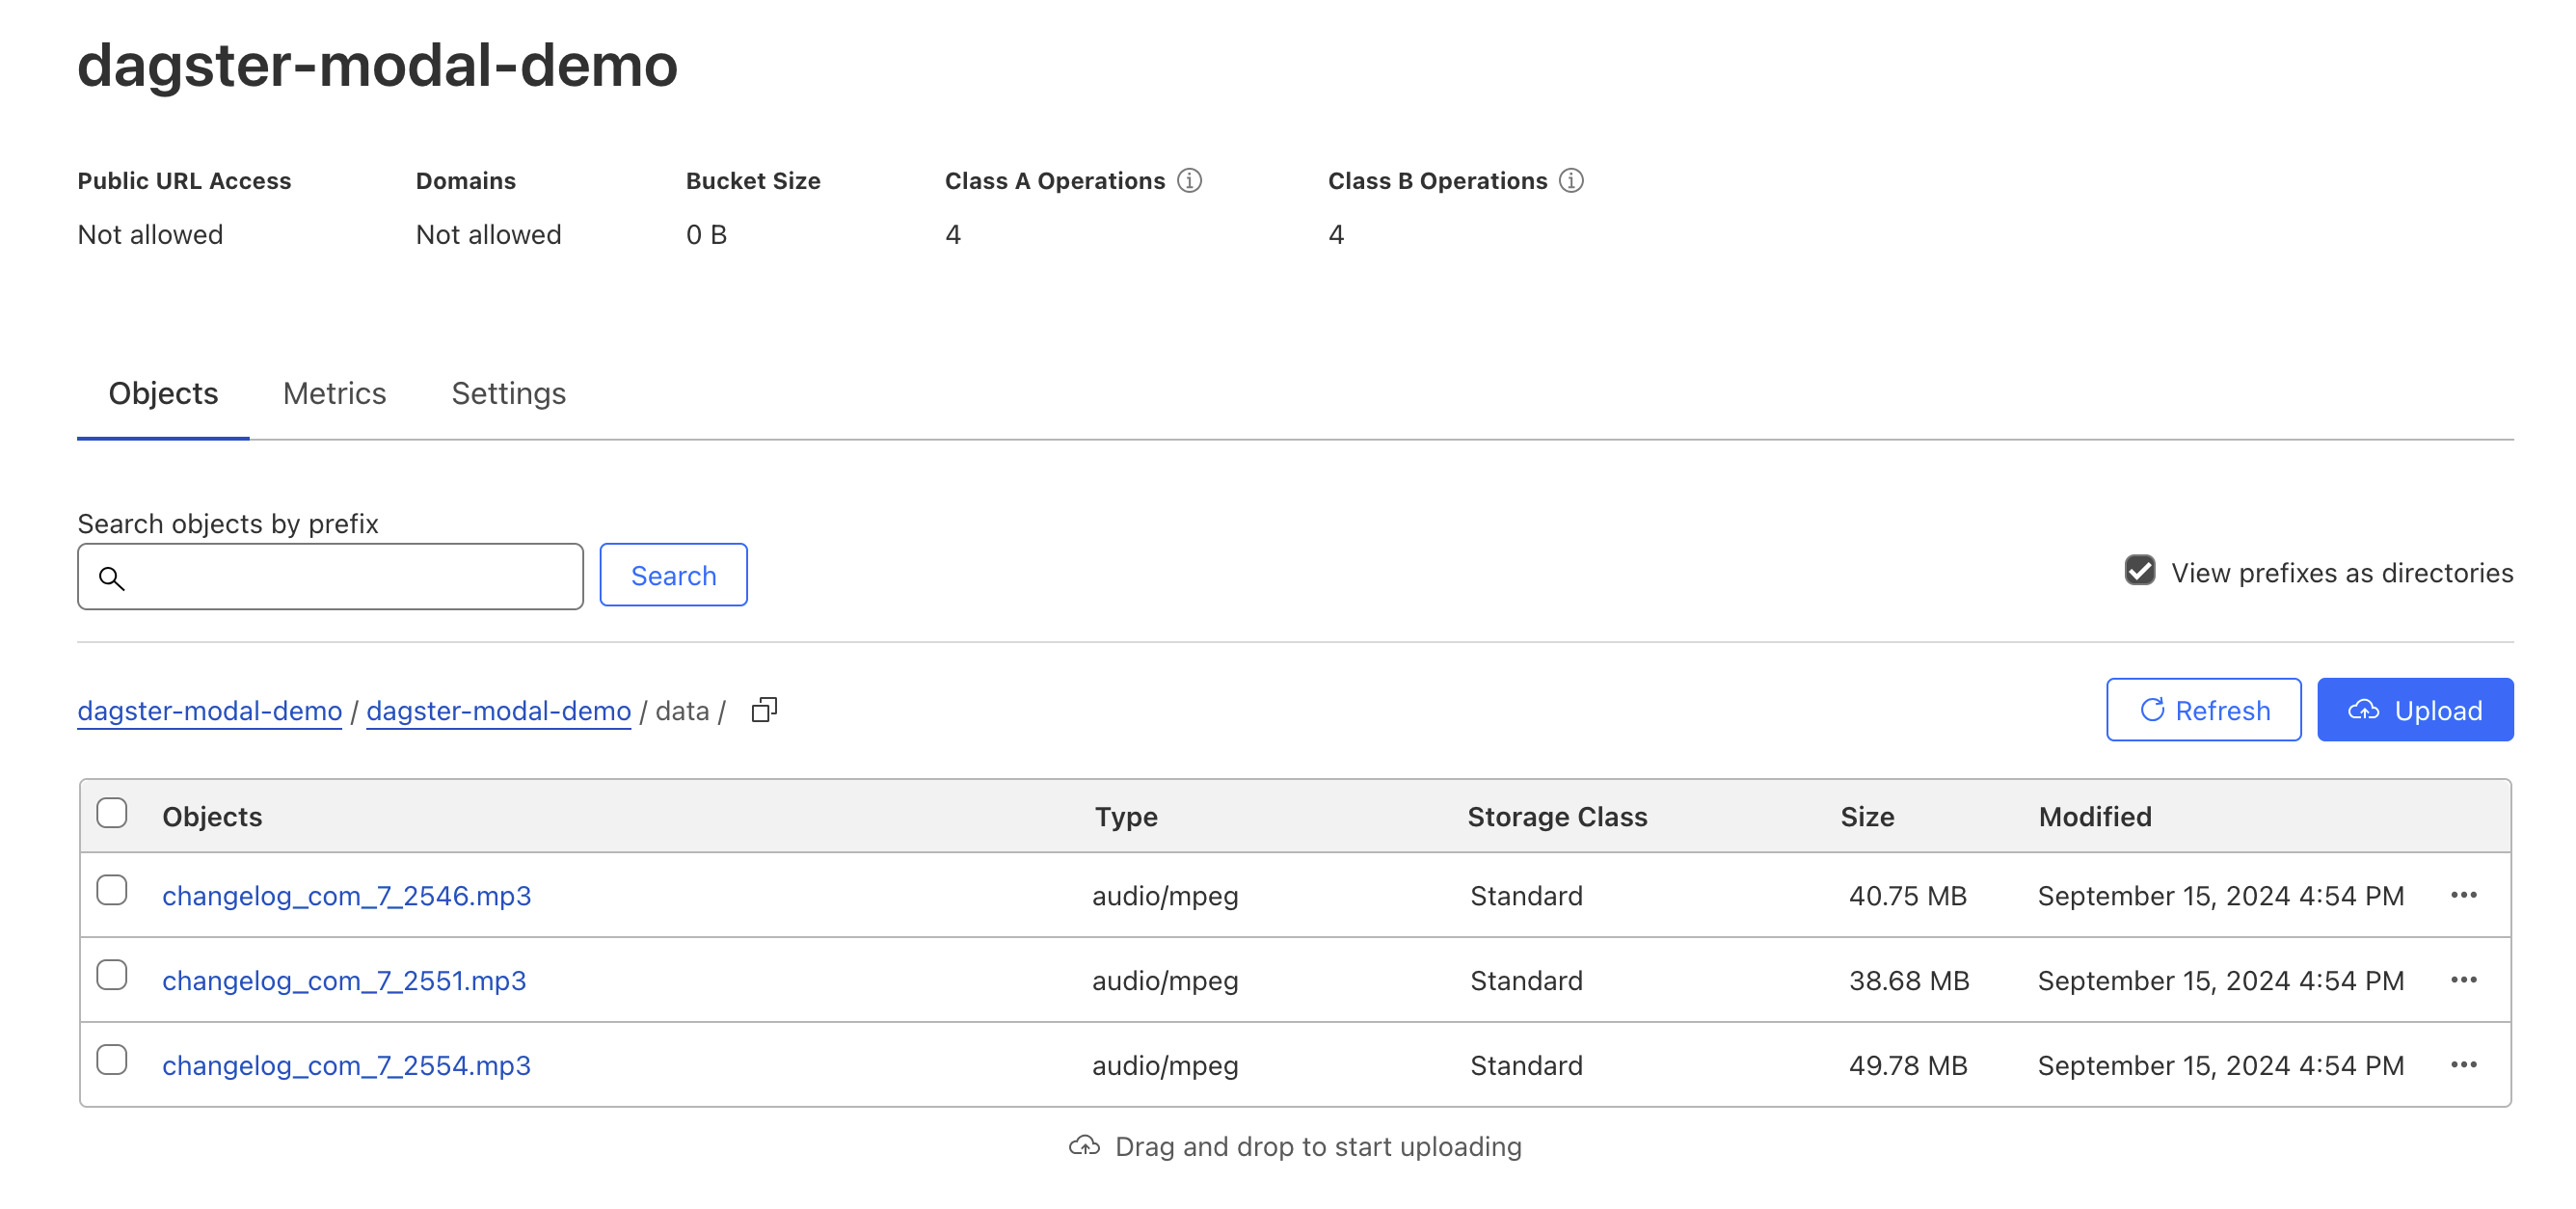 dagster-modal-demo
Public URL Access Domains Bucket Size Class A Operations Class B Operations
Not allowed Not allowed 0 B 4 4
Objects Metrics Settings
Search objects by prefix
Search View prefixes as directories
dagster-modal-demo / dagster-modal-demo / data / Refresh Upload
Objects Type Storage Class Size Modified
changelog_com_7_2546.mp3 audio/mpeg Standard 40.75 MB September 15, 2024 4:54 PM
changelog_com_7_2551.mp3 audio/mpeg Standard 38.68 MB September 15, 2024 4:54 PM
changelog_com_7_2554.mp3 audio/mpeg Standard 49.78 MB September 15, 2024 4:54 PM
Drag and drop to start uploading